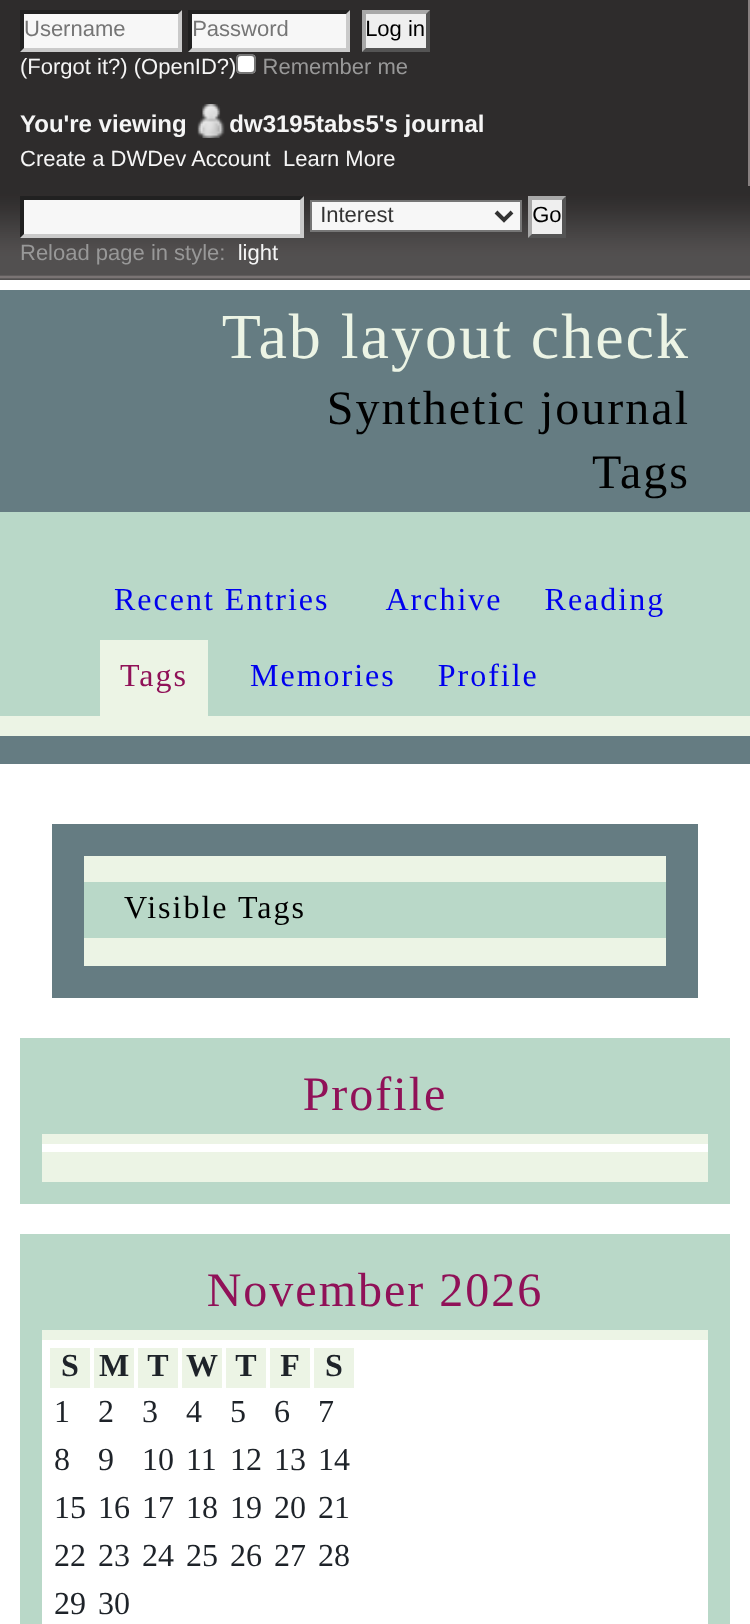 Username Password Log in
(Forgot it?) (OpenID?) Remember me
You're viewing dw3195tabs5's journal
Create a DWDev Account Learn More
Interest Go
Reload page in style: light
Tab layout check
Synthetic journal
Tags
Recent Entries Archive Reading
Tags Memories Profile
Visible Tags
Profile
November 2026
S M T W T F S
1 2 3 4 5 6 7
8 9 10 11 12 13 14
15 16 17 18 19 20 21
22 23 24 25 26 27 28
29 30